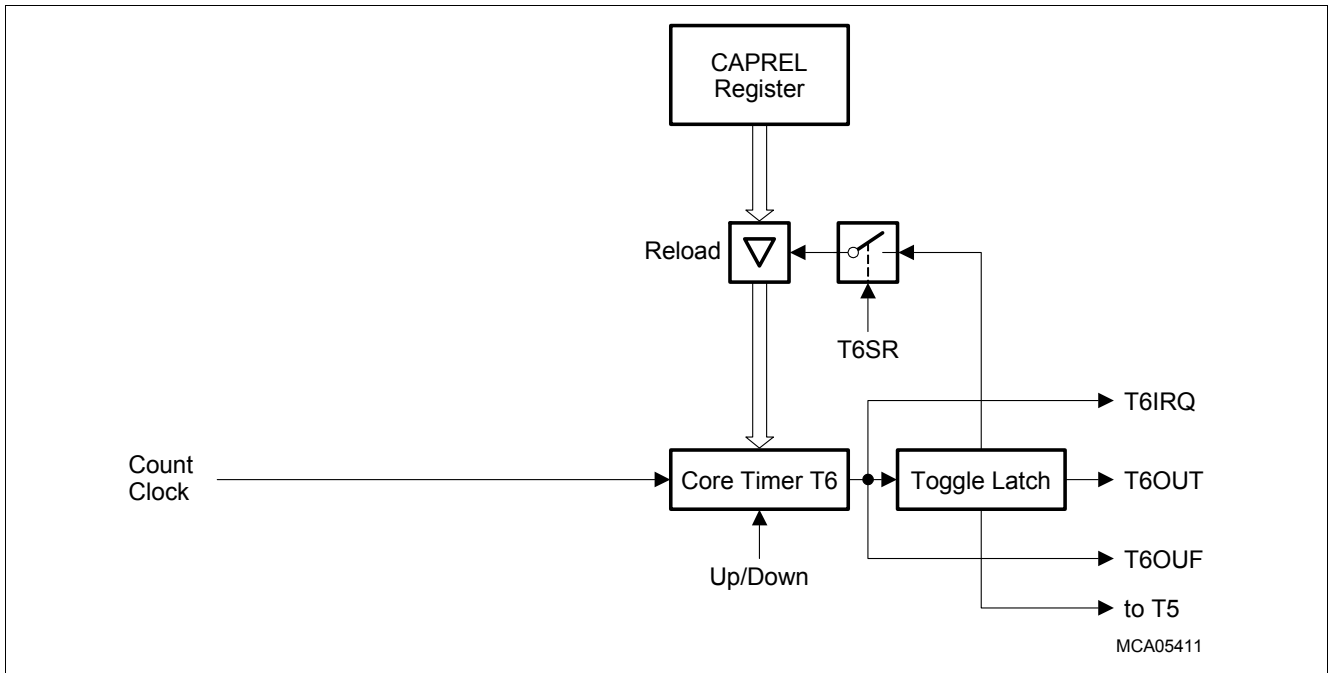 CAPREL
Register
Reload
T6SR
T6IRQ
Count
Clock
Core Timer T6
Toggle Latch
T6OUT
Up/Down
T6OUF
to T5
MCA05411